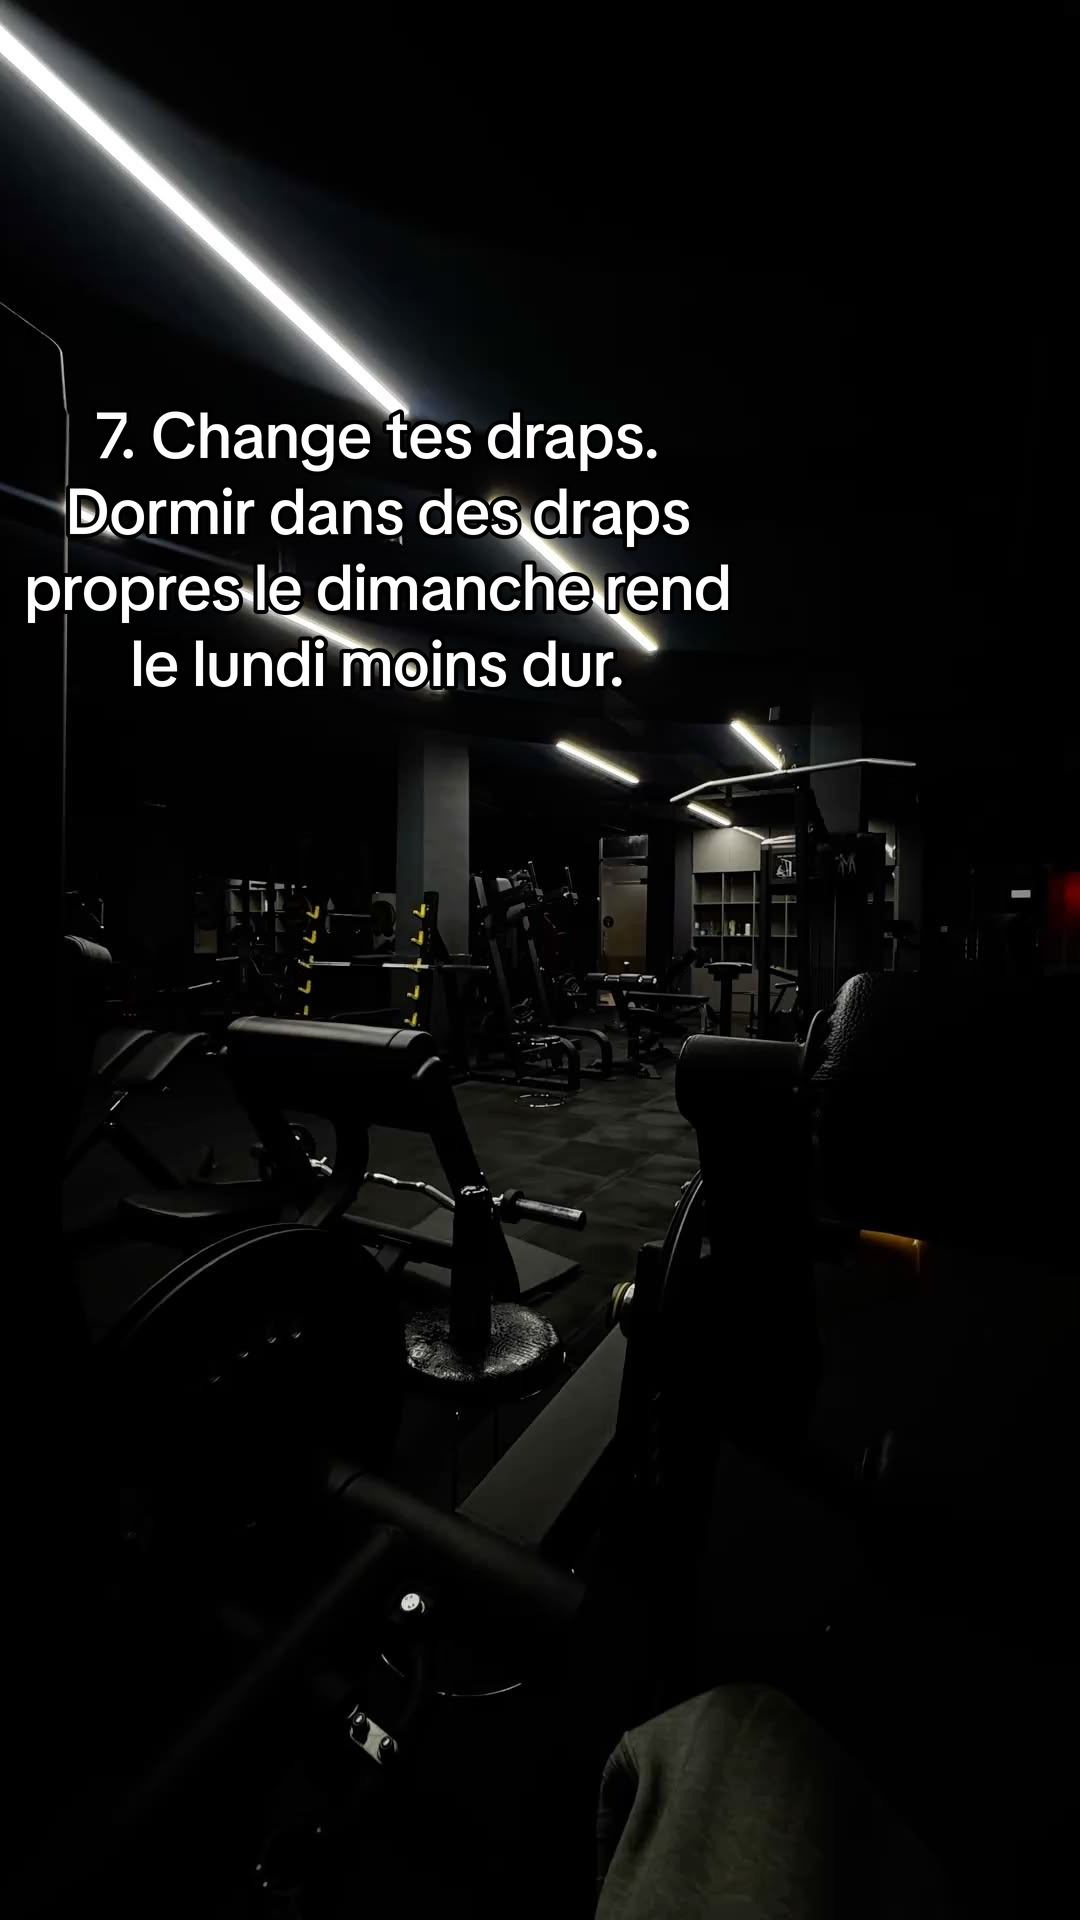 7. Change tes draps.
Dormir dans des draps
propres le dimanche rend
le lundi moins dur.